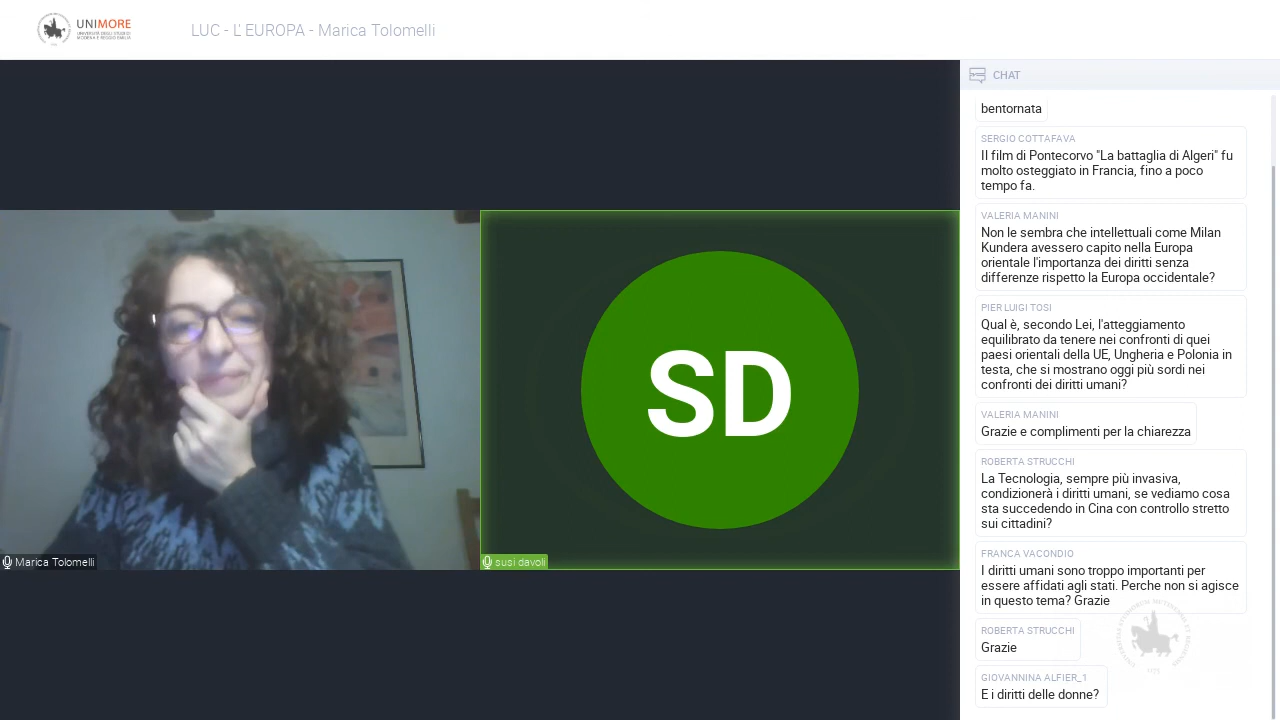 UNIMORE
UNIVERSITÀ DEGLI STUDI DI
MODENA E REGGIO EMILIA
LUC - L' EUROPA - Marica Tolomelli
CHAT
bentornata
SERGIO COTTAFAVA
Il film di Pontecorvo "La battaglia di Algeri" fu
molto osteggiato in Francia, fino a poco
tempo fa.
VALERIA MANINI
Non le sembra che intellettuali come Milan
Kundera avessero capito nella Europa
orientale l'importanza dei diritti senza
differenze rispetto la Europa occidentale?
PIER LUIGI TOSI
Qual è, secondo Lei, l'atteggiamento
equilibrato da tenere nei confronti di quei
paesi orientali della UE, Ungheria e Polonia in
testa, che si mostrano oggi più sordi nei
confronti dei diritti umani?
VALERIA MANINI
Grazie e complimenti per la chiarezza
ROBERTA STRUCCHI
La Tecnologia, sempre più invasiva,
condizionerà i diritti umani, se vediamo cosa
sta succedendo in Cina con controllo stretto
sui cittadini?
FRANCA VACONDIO
I diritti umani sono troppo importanti per
essere affidati agli stati. Perche non si agisce
in questo tema? Grazie
ROBERTA STRUCCHI
Grazie
GIOVANNINA ALFIER_1
E i diritti delle donne?
SD
Marica Tolomelli
susi davoli